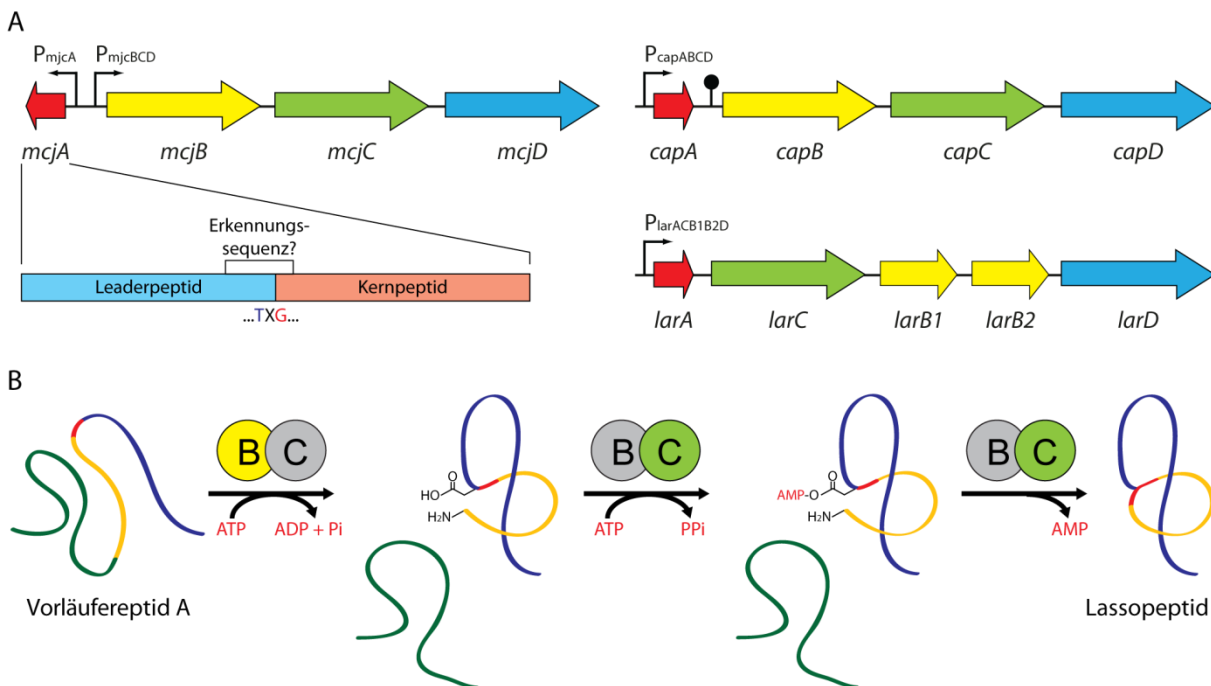 A
PmjcA PmjcBCD
PcapABCD
mcjA mcjB mcjC mcjD
capA capB capC capD
Erkennungs-
sequenz?
PlarACB1B2D
Leaderpeptid Kernpeptid
...TXG...
larA larC larB1 larB2 larD
B
B C
B C
B C
HO O
H₂N
AMP-O O
H₂N
ATP ADP + Pi
ATP PPi
AMP
Vorläufereptid A
Lassopeptid